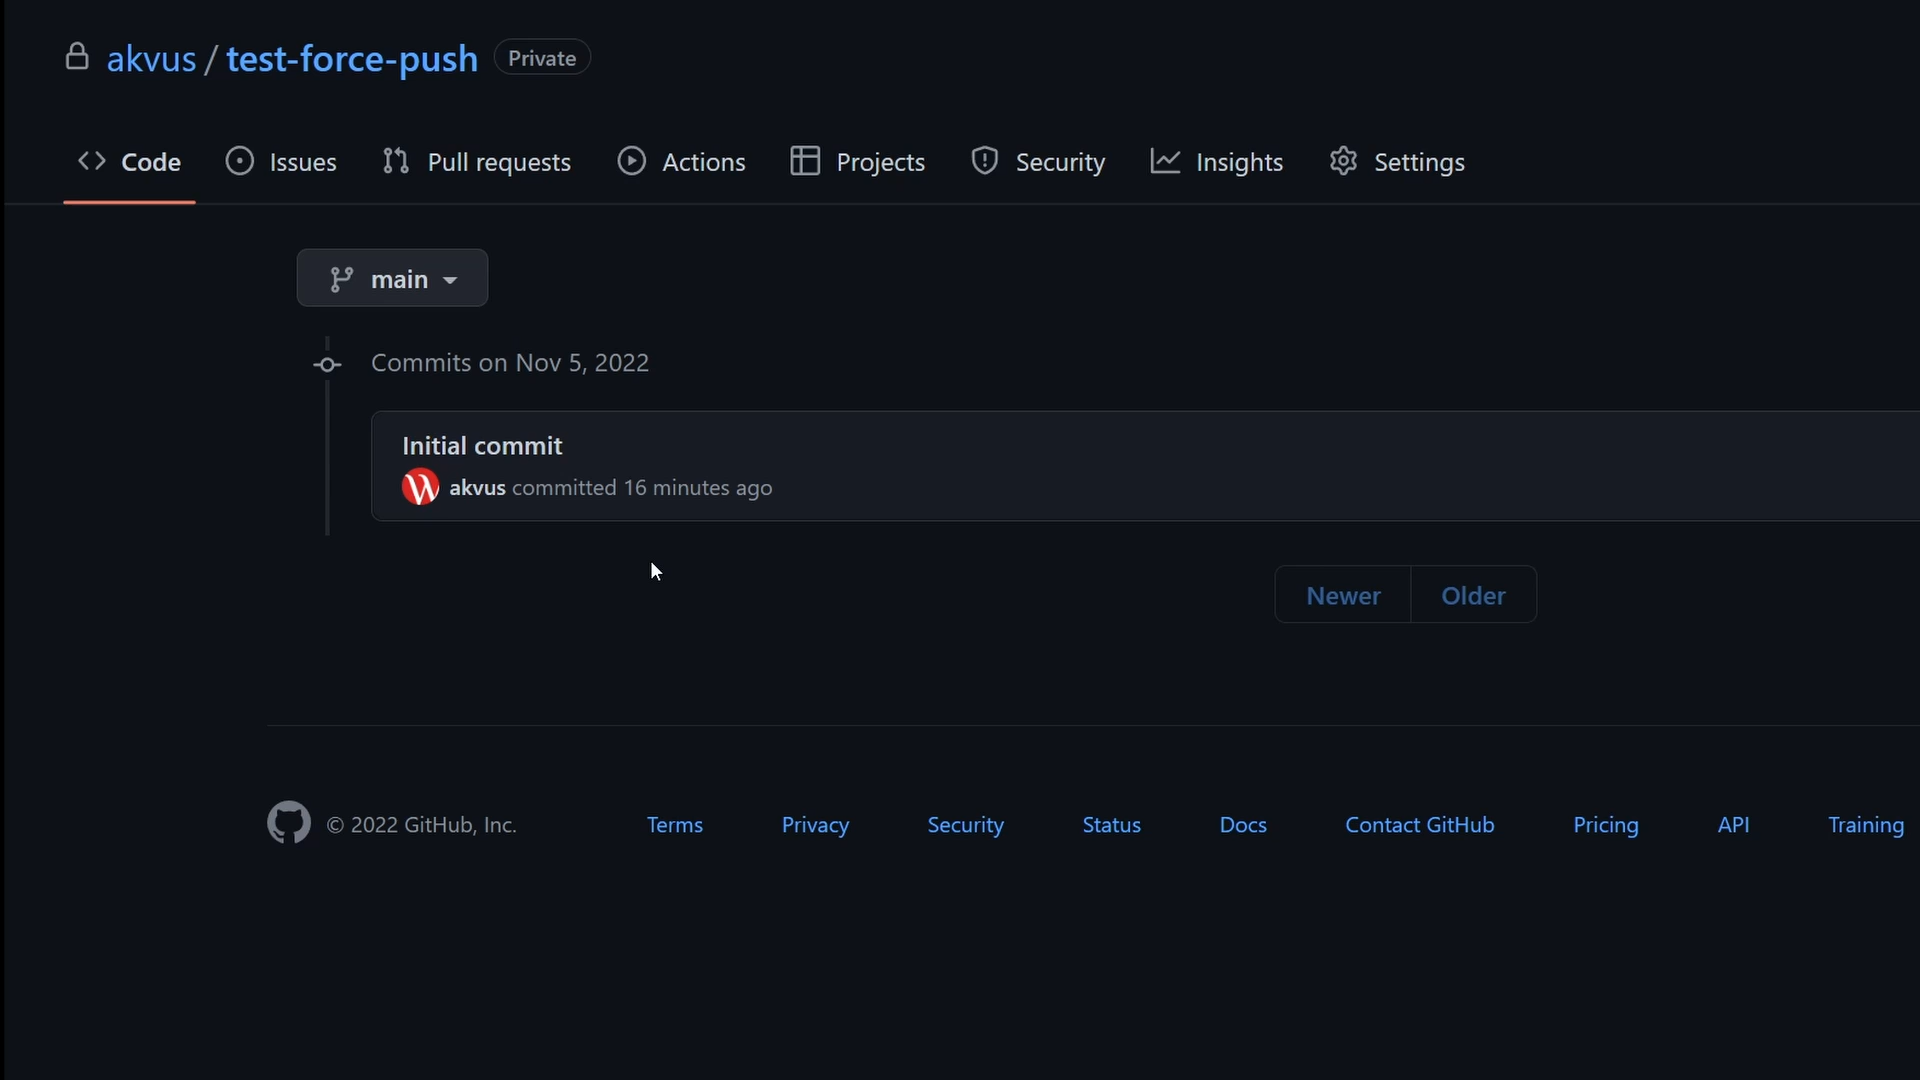 akvus / test-force-push Private
Code Issues Pull requests Actions Projects Security Insights Settings
main
Commits on Nov 5, 2022
Initial commit
akvus committed 16 minutes ago
Newer Older
© 2022 GitHub, Inc. Terms Privacy Security Status Docs Contact GitHub Pricing API Training